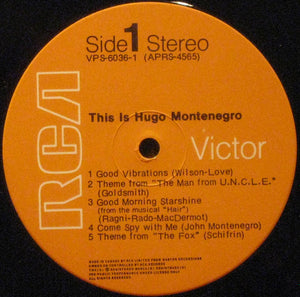 Side 1 Stereo
VPS-6036-1 (APRS-4565)
RCA
This Is Hugo Montenegro
Victor
1 Good Vibrations (Wilson-Love)
2 Theme from "The Man from U.N.C.L.E."
(Goldsmith)
3 Good Morning Starshine
(from the musical "Hair")
(Ragni-Rado-MacDermot)
4 Come Spy with Me (John Montenegro)
5 Theme from "The Fox" (Schifrin)